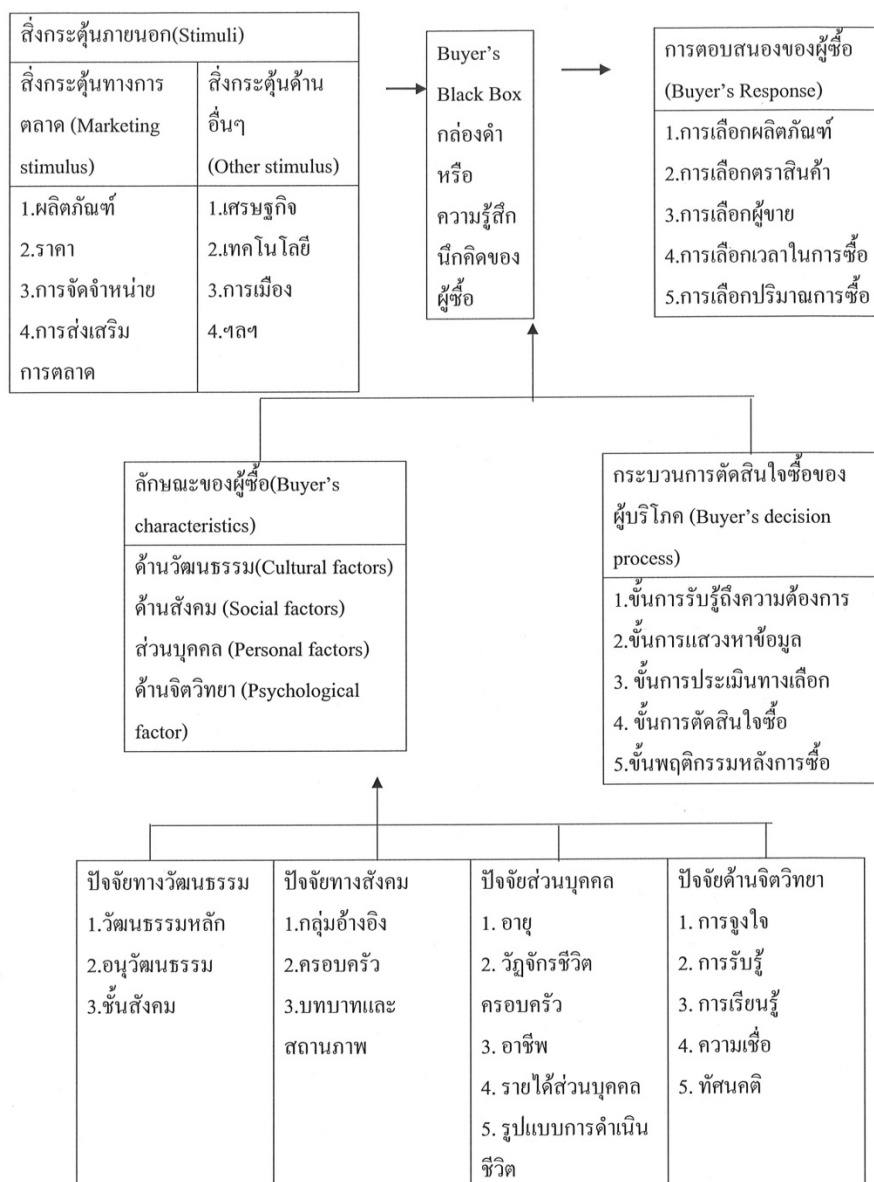 สิ่งกระตุ้นภายนอก(Stimuli)
สิ่งกระตุ้นทางการ
ตลาด (Marketing
stimulus)
สิ่งกระตุ้นด้าน
อื่นๆ
(Other stimulus)
1.ผลิตภัณฑ์
2.ราคา
3.การจัดจำหน่าย
4.การส่งเสริม
การตลาด
1.เศรษฐกิจ
2.เทคโนโลยี
3.การเมือง
4.ฯลฯ
Buyer's
Black Box
กล่องดำ
หรือ
ความรู้สึก
นึกคิดของ
ผู้ซื้อ
การตอบสนองของผู้ซื้อ
(Buyer's Response)
1.การเลือกผลิตภัณฑ์
2.การเลือกตราสินค้า
3.การเลือกผู้ขาย
4.การเลือกเวลาในการซื้อ
5.การเลือกปริมาณการซื้อ
ลักษณะของผู้ซื้อ(Buyer's
characteristics)
ด้านวัฒนธรรม(Cultural factors)
ด้านสังคม (Social factors)
ส่วนบุคคล (Personal factors)
ด้านจิตวิทยา (Psychological
factor)
กระบวนการตัดสินใจซื้อของ
ผู้บริโภค (Buyer's decision
process)
1.ขั้นการรับรู้ถึงความต้องการ
2.ขั้นการแสวงหาข้อมูล
3. ขั้นการประเมินทางเลือก
4. ขั้นการตัดสินใจซื้อ
5.ขั้นพฤติกรรมหลังการซื้อ
ปัจจัยทางวัฒนธรรม
1.วัฒนธรรมหลัก
2.อนุวัฒนธรรม
3.ชั้นสังคม
ปัจจัยทางสังคม
1.กลุ่มอ้างอิง
2.ครอบครัว
3.บทบาทและ
สถานภาพ
ปัจจัยส่วนบุคคล
1. อายุ
2. วัฏจักรชีวิต
ครอบครัว
3. อาชีพ
4. รายได้ส่วนบุคคล
5. รูปแบบการดำเนิน
ชีวิต
ปัจจัยด้านจิตวิทยา
1. การจูงใจ
2. การรับรู้
3. การเรียนรู้
4. ความเชื่อ
5. ทัศนคติ